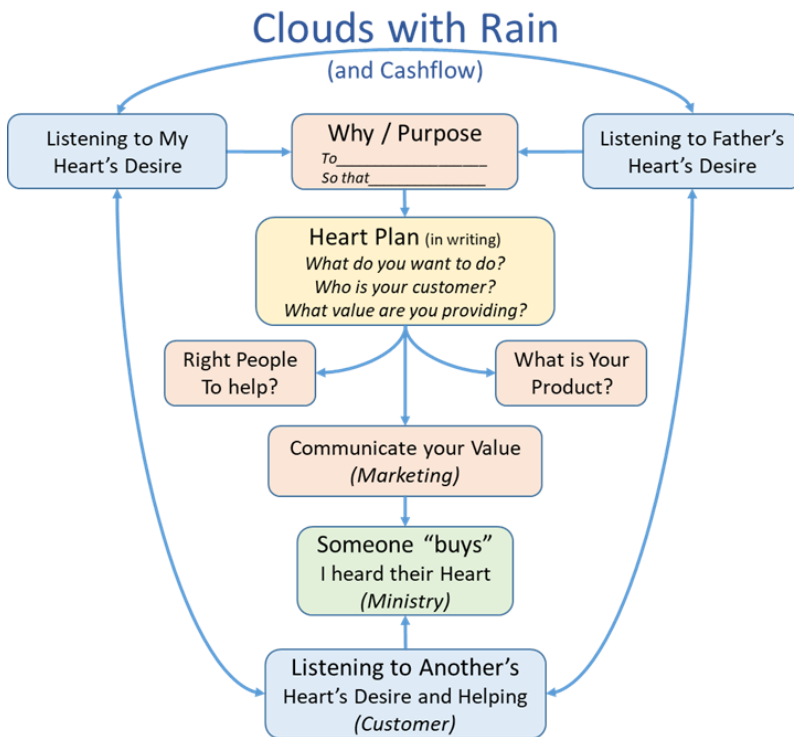 Clouds with Rain
(and Cashflow)
Listening to My
Heart's Desire
Why / Purpose
To____________________
So that_______________
Listening to Father's
Heart's Desire
Heart Plan (in writing)
What do you want to do?
Who is your customer?
What value are you providing?
Right People
To help?
What is Your
Product?
Communicate your Value
(Marketing)
Someone “buys”
I heard their Heart
(Ministry)
Listening to Another's
Heart's Desire and Helping
(Customer)